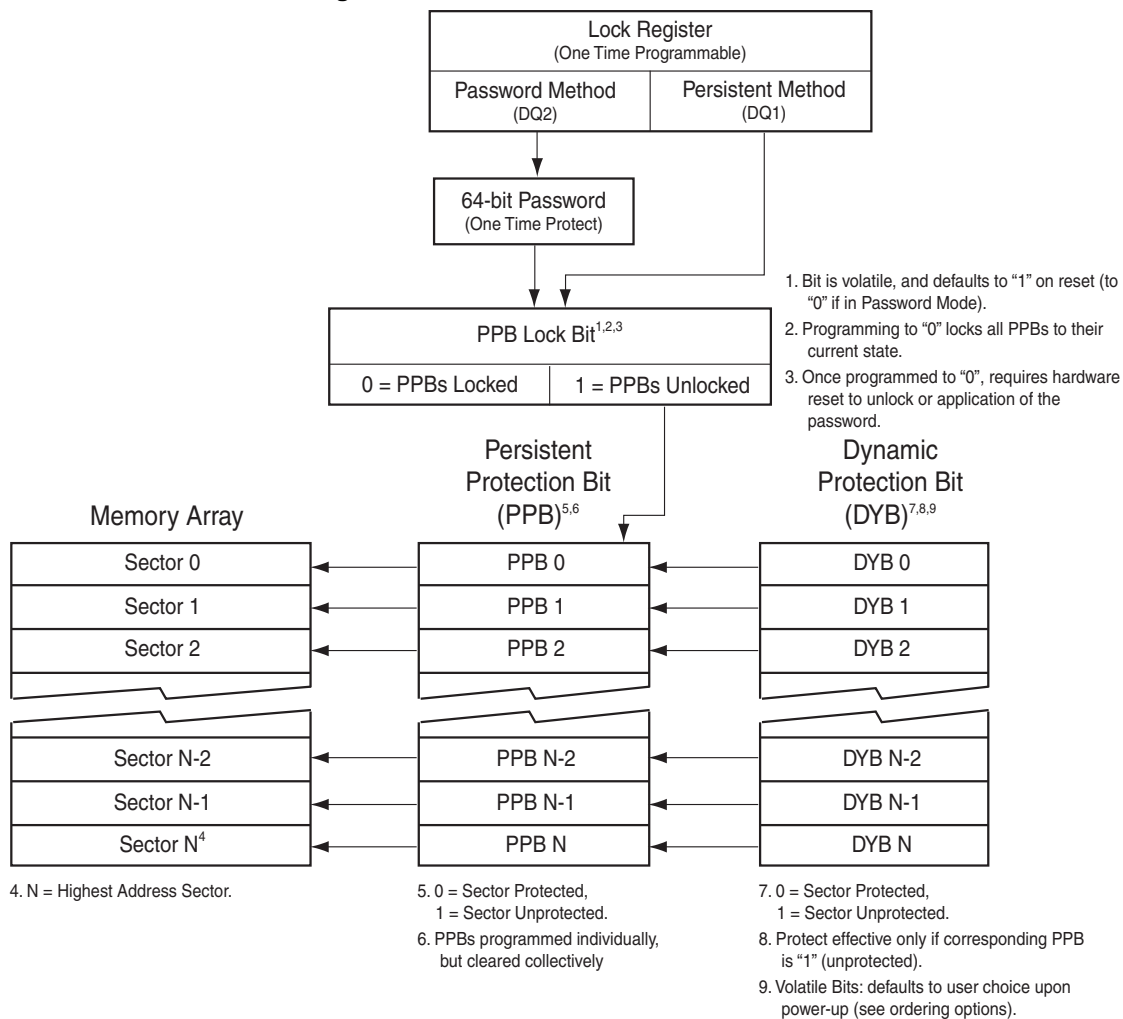 Lock Register
(One Time Programmable)
Password Method
(DQ2)
Persistent Method
(DQ1)
64-bit Password
(One Time Protect)
PPB Lock Bit1,2,3
0 = PPBs Locked
1 = PPBs Unlocked
1. Bit is volatile, and defaults to “1” on reset (to
“0” if in Password Mode).
2. Programming to “0” locks all PPBs to their
current state.
3. Once programmed to “0”, requires hardware
reset to unlock or application of the
password.
Memory Array
Persistent
Protection Bit
(PPB)5,6
Dynamic
Protection Bit
(DYB)7,8,9
Sector 0
PPB 0
DYB 0
Sector 1
PPB 1
DYB 1
Sector 2
PPB 2
DYB 2
Sector N-2
PPB N-2
DYB N-2
Sector N-1
PPB N-1
DYB N-1
Sector N4
PPB N
DYB N
4. N = Highest Address Sector.
5. 0 = Sector Protected,
1 = Sector Unprotected.
6. PPBs programmed individually,
but cleared collectively
7. 0 = Sector Protected,
1 = Sector Unprotected.
8. Protect effective only if corresponding PPB
is “1” (unprotected).
9. Volatile Bits: defaults to user choice upon
power-up (see ordering options).